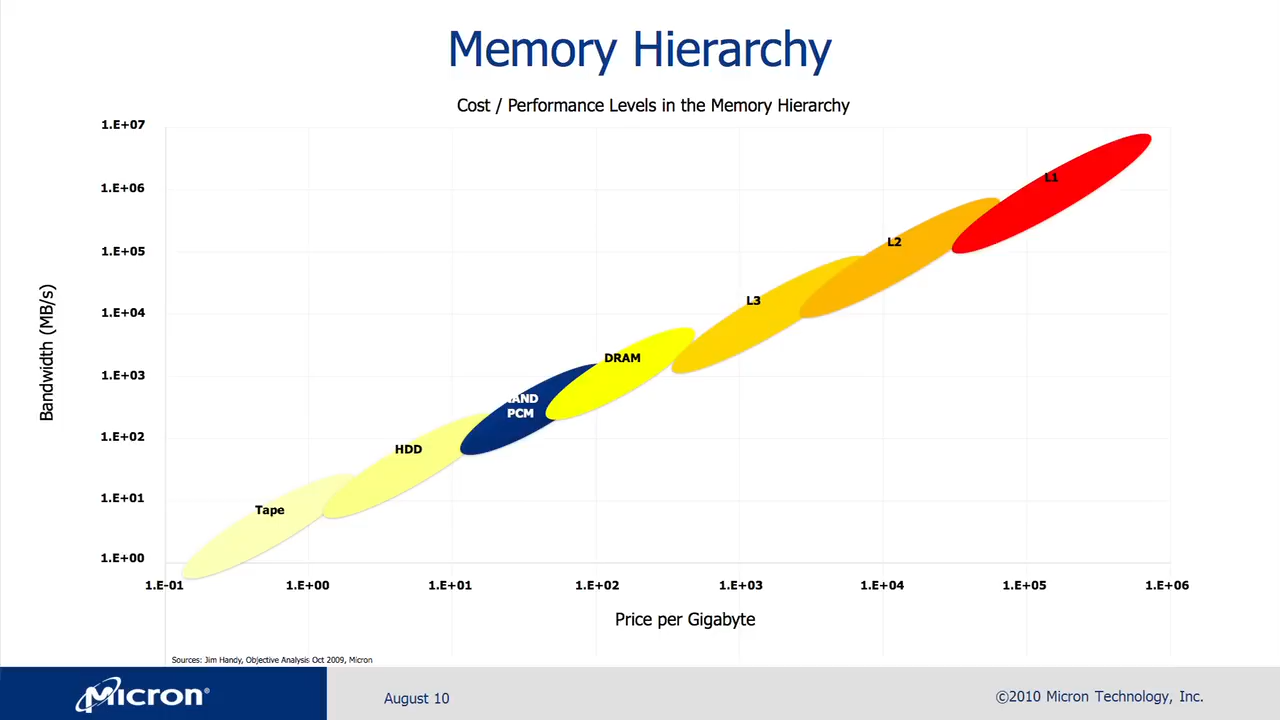 Memory Hierarchy
Cost / Performance Levels in the Memory Hierarchy
1.E+07
1.E+06
1.E+05
1.E+04
1.E+03
1.E+02
1.E+01
1.E+00
Bandwidth (MB/s)
L1
L2
L3
DRAM
NAND
PCM
HDD
Tape
1.E-01 1.E+00 1.E+01 1.E+02 1.E+03 1.E+04 1.E+05 1.E+06
Price per Gigabyte
Sources: Jim Handy, Objective Analysis Oct 2009, Micron
Micron®
August 10
©2010 Micron Technology, Inc.